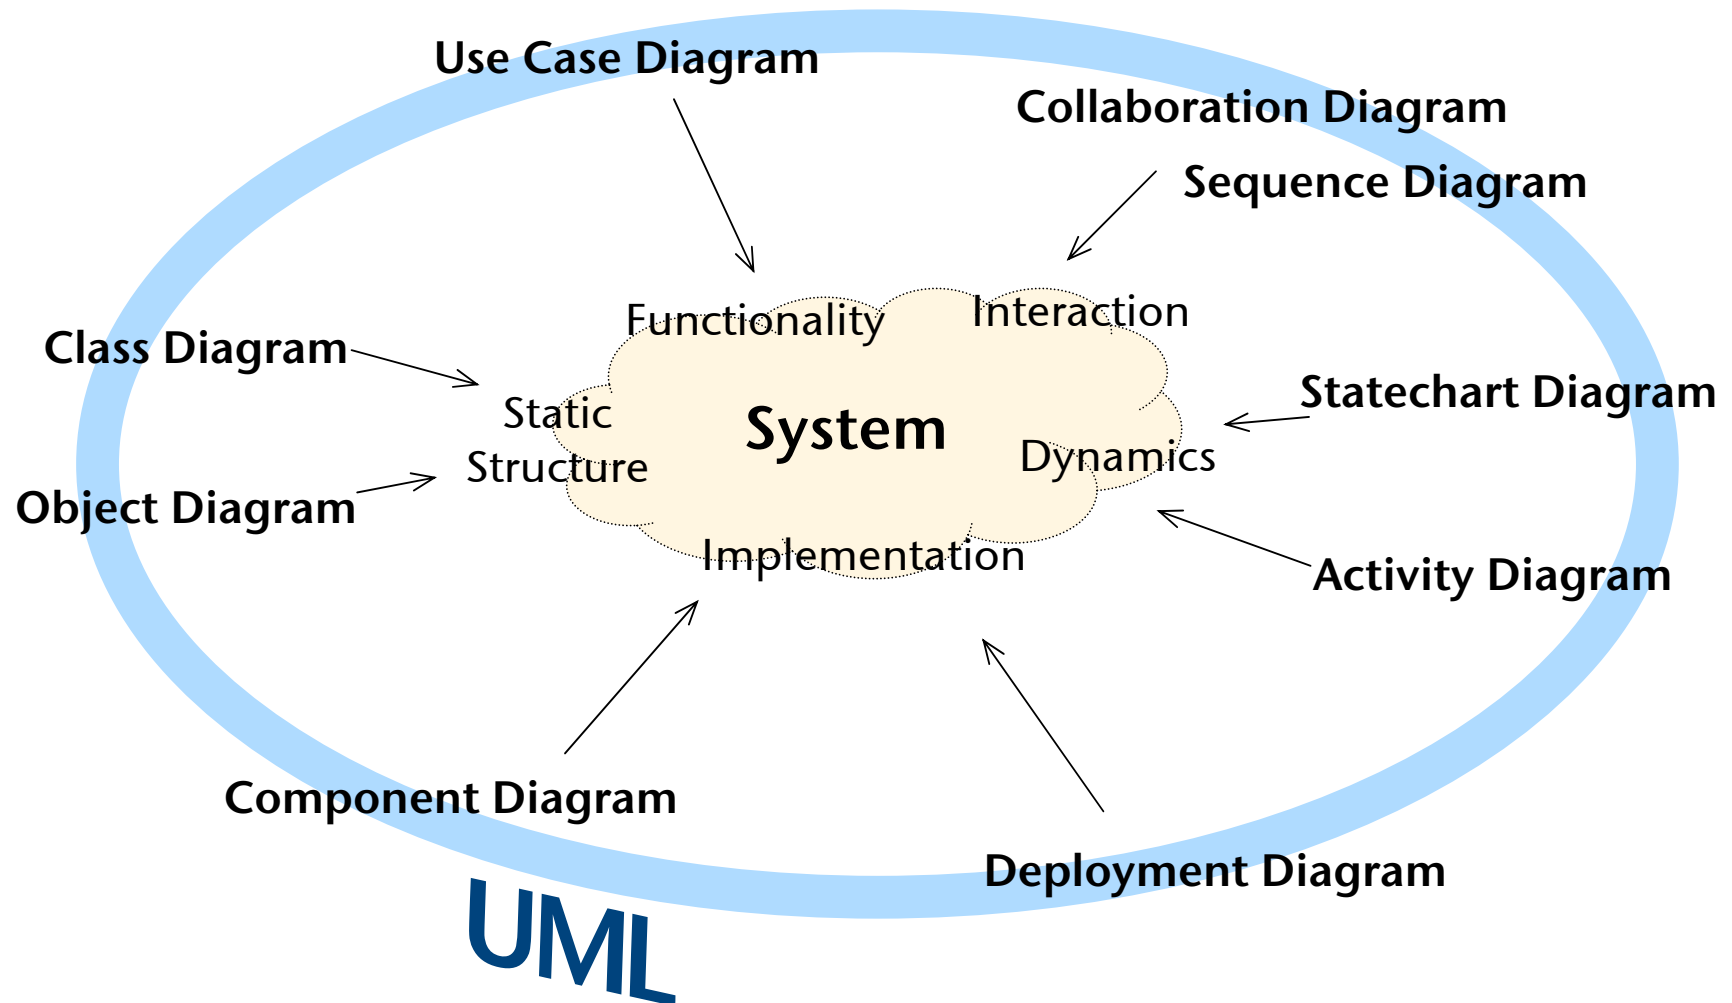 Use Case Diagram
Collaboration Diagram
Sequence Diagram
Functionality
Interaction
Class Diagram
Statechart Diagram
Static
Structure
System
Dynamics
Object Diagram
Implementation
Activity Diagram
Component Diagram
Deployment Diagram
UML